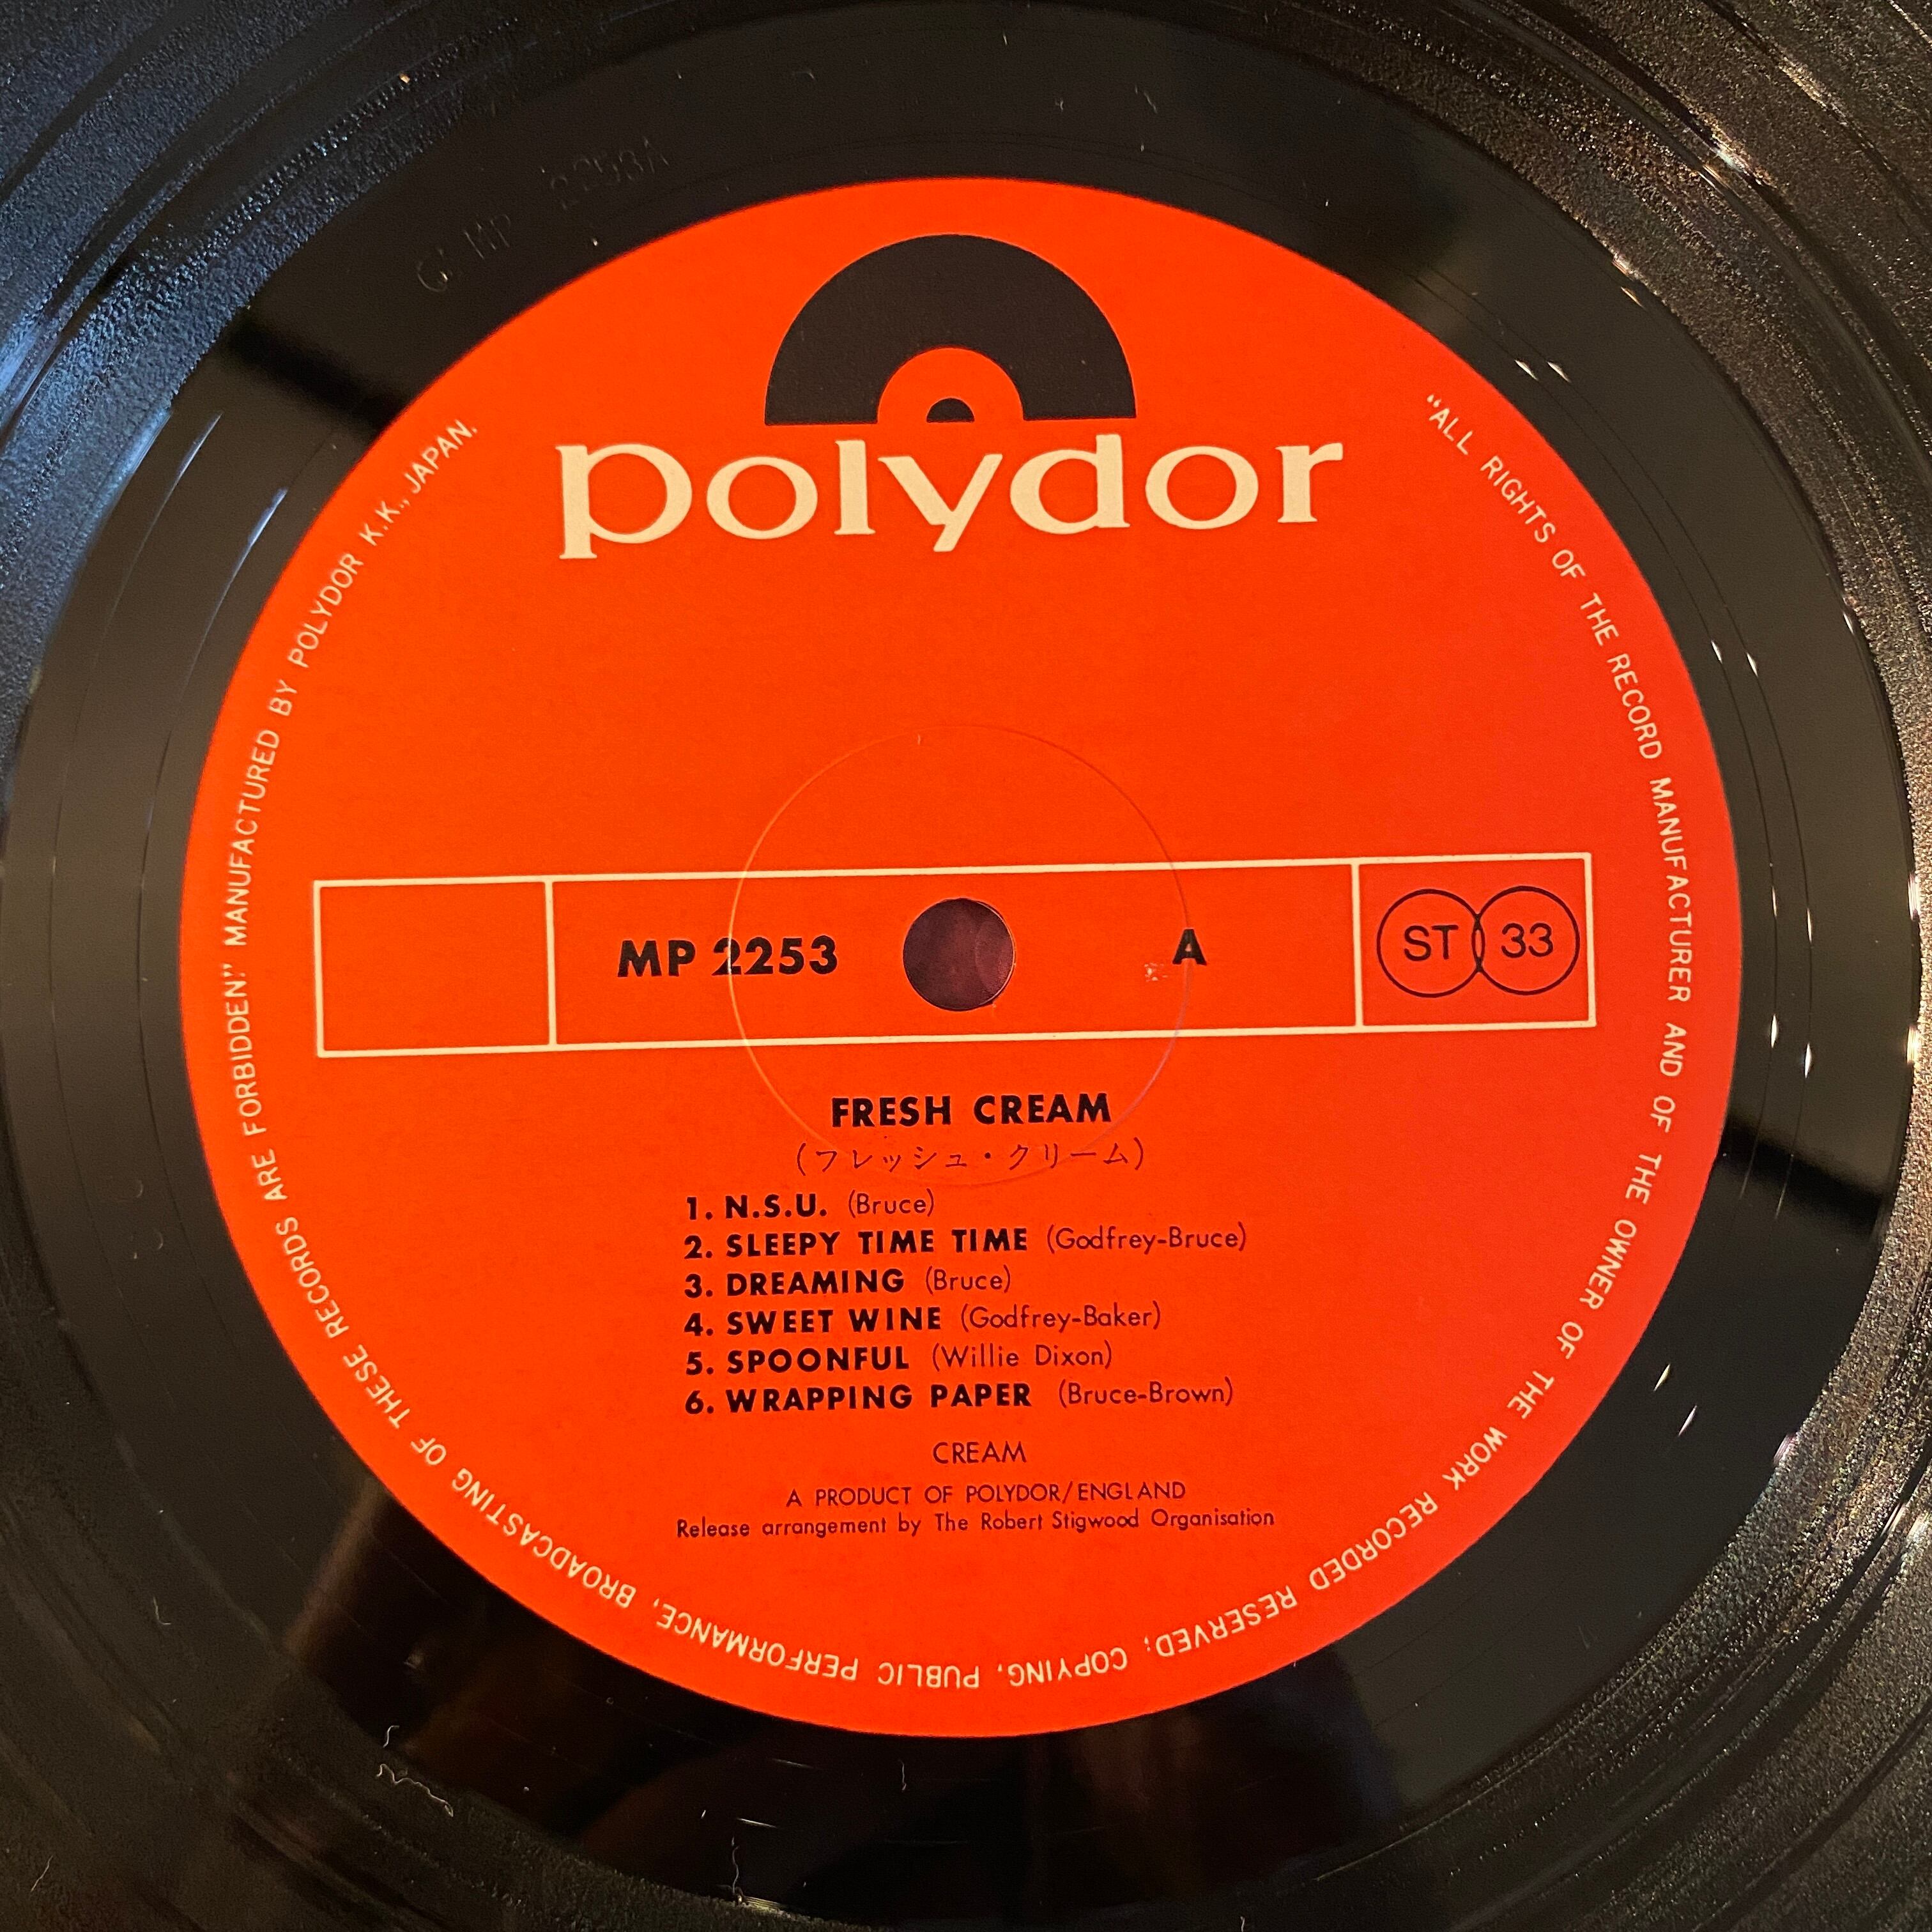 polydor
MP 2253
A
ST 33
FRESH CREAM
(フレッシュ・クリーム)
1. N.S.U. (Bruce)
2. SLEEPY TIME TIME (Godfrey-Bruce)
3. DREAMING (Bruce)
4. SWEET WINE (Godfrey-Baker)
5. SPOONFUL (Willie Dixon)
6. WRAPPING PAPER (Bruce-Brown)
CREAM
A PRODUCT OF POLYDOR/ENGLAND
Release arrangement by The Robert Stigwood Organisation
"ALL RIGHTS OF THE RECORD MANUFACTURER AND OF THE OWNER OF THE WORK RECORDED RESERVED; COPYING, PUBLIC PERFORMANCE, BROADCASTING OF THESE RECORDS ARE FORBIDDEN" MANUFACTURED BY POLYDOR K.K., JAPAN.
MP 2253A